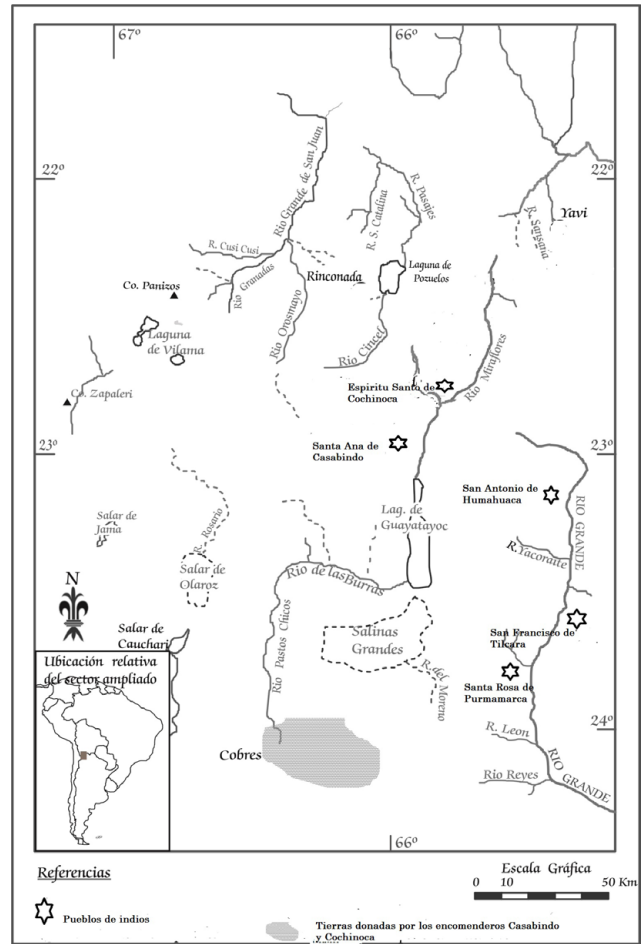 67º
66º
22º
22º
Rio Grande de San Juan
R. S. Catalina
R. Pasajes
R. Sansana
Yavi
R. Cusi Cusi
Rio Granadas
Rinconada
Laguna de
Pozuelos
Co. Panizos
Rio Orosmayo
Rio Cincel
Rio Miraflores
Laguna
de Vilama
Espiritu Santo de
Cochinoca
Co. Zapaleri
23º
23º
Santa Ana de
Casabindo
San Antonio de
Humahuaca
Salar de
Jama
R. Rosario
Lag. de
Guayatayoc
RIO GRANDE
R.Yacoraite
Salar de
Olaroz
Rio de lasBurras
N
Rio Pastos Chicos
Salar de
Cauchari
Salinas
Grandes
San Francisco de
Tilcara
R. del Moreno
Santa Rosa de
Purmamarca
Ubicación relativa
del sector ampliado
24º
R. Leon
Cobres
Rio Reyes
RIO GRANDE
66º
Referencias
Escala Gráfica
0 10 50 Km
Pueblos de indios
Tierras donadas por los encomenderos Casabindo
y Cochinoca